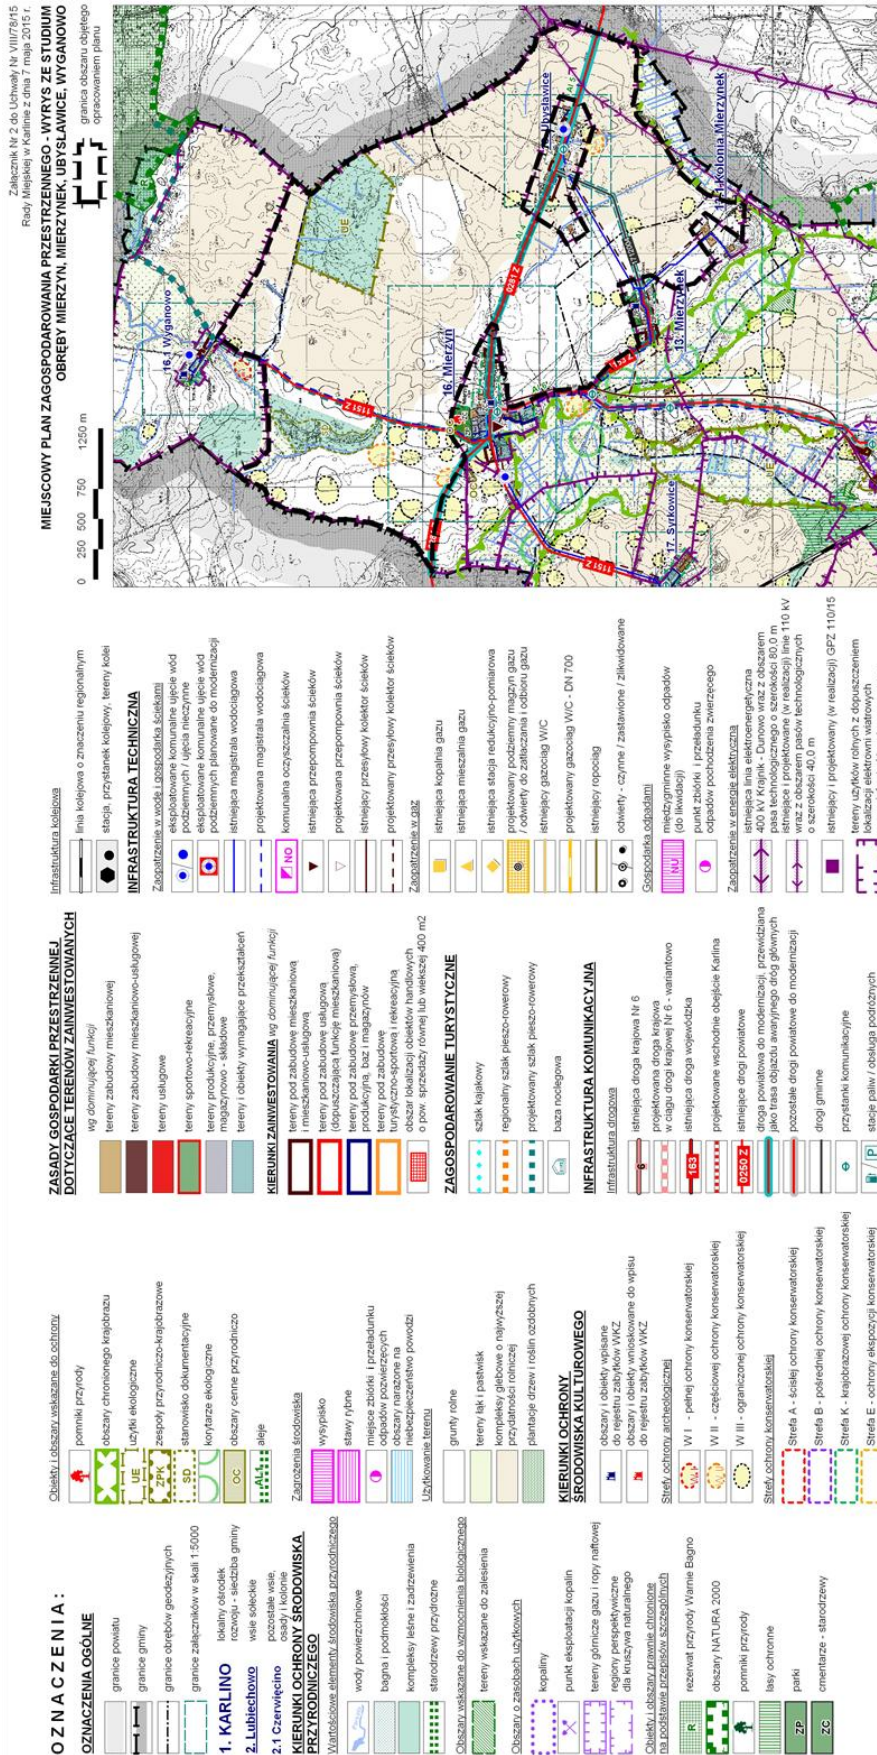 Załącznik Nr 2 do Uchwały Nr VIII/78/15
Rady Miejskiej w Karlinie z dnia 7 maja 2015 r.
MIEJSCOWY PLAN ZAGOSPODAROWANIA PRZESTRZENNEGO - WYRYS ZE STUDIUM
OBRĘBY MIERZYN, MIERZYNEK, UBYSŁAWICE, WYGANOWO
granica obszaru objętego
opracowaniem planu
0 250 500 750 1250 m
16.1 Wyganowo
16. Mierzyn
Ubysławice
13. Mierzynek
Kolonia Mierzynek
17. Syrkowice
1151 Z
1151 Z
0281 Z
UE
OZNACZENIA:
OZNACZENIA OGÓLNE
granice powiatu
granice gminy
granice obrębów geodezyjnych
granice załączników w skali 1:5000
1. KARLINO
lokalny ośrodek
rozwoju - siedziba gminy
2. Lubiechowo
wsie sołeckie
2.1 Czerwięcino
pozostałe wsie,
osady i kolonie
KIERUNKI OCHRONY ŚRODOWISKA
PRZYRODNICZEGO
Wartościowe elementy środowiska przyrodniczego
wody powierzchniowe
bagna i podmokłości
kompleksy leśne i zadrzewienia
starodrzewy przydrożne
Obszary wskazane do wzmocnienia biologicznego
tereny wskazane do zalesienia
Obszary o zasobach użytkowych
kopaliny
punkt eksploatacji kopalin
tereny górnicze gazu i ropy naftowej
regiony perspektywiczne
dla kruszywa naturalnego
Obiekty i obszary prawnie chronione
na podstawie przepisów szczególnych
R
rezerwat przyrody Warnie Bagno
obszary NATURA 2000
pomniki przyrody
lasy ochronne
ZP
parki
ZC
cmentarze - starodrzewy
Obiekty i obszary wskazane do ochrony
pomniki przyrody
obszary chronionego krajobrazu
UE
użytki ekologiczne
ZPK
zespoły przyrodniczo-krajobrazowe
SD
stanowisko dokumentacyjne
korytarze ekologiczne
OC
obszary cenne przyrodniczo
AL1
aleje
Zagrożenia środowiska
wysypisko
stawy rybne
miejsce zbiórki i przeładunku
odpadów pozwierzęcych
obszary narażone na
niebezpieczeństwo powodzi
Użytkowanie terenu
grunty rolne
tereny łąk i pastwisk
kompleksy glebowe o najwyższej
przydatności rolniczej
plantacje drzew i roślin ozdobnych
KIERUNKI OCHRONY
ŚRODOWISKA KULTUROWEGO
obszary i obiekty wpisane
do rejestru zabytków WKZ
obszary i obiekty wnioskowane do wpisu
do rejestru zabytków WKZ
Strefy ochrony archeologicznej
W I - pełnej ochrony konserwatorskiej
W II - częściowej ochrony konserwatorskiej
W III - ograniczonej ochrony konserwatorskiej
Strefy ochrony konserwatorskiej
Strefa A - ścisłej ochrony konserwatorskiej
Strefa B - pośredniej ochrony konserwatorskiej
Strefa K - krajobrazowej ochrony konserwatorskiej
Strefa E - ochrony ekspozycji konserwatorskiej
ZASADY GOSPODARKI PRZESTRZENNEJ
DOTYCZĄCE TERENÓW ZAINWESTOWANYCH
wg dominującej funkcji
tereny zabudowy mieszkaniowej
tereny zabudowy mieszkaniowo-usługowej
tereny usługowe
tereny sportowo-rekreacyjne
tereny produkcyjne, przemysłowe,
magazynowo - składowe
tereny i obiekty wymagające przekształceń
KIERUNKI ZAINWESTOWANIA wg dominującej funkcji
tereny pod zabudowę mieszkaniową
i mieszkaniowo-usługową
tereny pod zabudowę usługową
(dopuszczającą funkcję mieszkaniową)
tereny pod zabudowę przemysłową,
produkcyjną, baz i magazynów
tereny pod zabudowę
turystyczno-sportową i rekreacyjną
obszar lokalizacji obiektów handlowych
o pow. sprzedaży równej lub większej 400 m2
ZAGOSPODAROWANIE TURYSTYCZNE
szlak kajakowy
regionalny szlak pieszo-rowerowy
projektowany szlak pieszo-rowerowy
baza noclegowa
INFRASTRUKTURA KOMUNIKACYJNA
Infrastruktura drogowa
6
istniejąca droga krajowa Nr 6
projektowana droga krajowa
w ciągu drogi krajowej Nr 6 - wariantowo
163
istniejąca droga wojewódzka
projektowane wschodnie obejście Karlina
0250 Z
istniejące drogi powiatowe
droga powiatowa do modernizacji, przewidziana
jako trasa objazdu awaryjnego dróg głównych
pozostałe drogi powiatowe do modernizacji
drogi gminne
przystanki komunikacyjne
P
stacje paliw / obsługa podróżnych
Infrastruktura kolejowa
linia kolejowa o znaczeniu regionalnym
stacja, przystanek kolejowy, tereny kolei
INFRASTRUKTURA TECHNICZNA
Zaopatrzenie w wodę i gospodarka ściekami
eksploatowane komunalne ujęcie wód
podziemnych / ujęcia nieczynne
eksploatowane komunalne ujęcie wód
podziemnych planowane do modernizacji
istniejąca magistrala wodociągowa
projektowana magistrala wodociągowa
NO
komunalna oczyszczalnia ścieków
istniejąca przepompownia ścieków
projektowana przepompownia ścieków
istniejący przesyłowy kolektor ścieków
projektowany przesyłowy kolektor ścieków
Zaopatrzenie w gaz
istniejąca kopalnia gazu
istniejąca mieszalnia gazu
istniejąca stacja redukcyjno-pomiarowa
projektowany podziemny magzyn gazu
/ odwierty do zatłaczania i odbioru gazu
istniejący gazociąg W/C
projektowany gazociąg W/C - DN 700
istniejący ropociąg
odwierty - czynne / zastawione / zlikwidowane
Gospodarka odpadami
NU
międzygminne wysypisko odpadów
(do likwidacji)
punkt zbiórki i przeładunku
odpadów pochodzenia zwierzęcego
Zaopatrzenie w energię elektryczną
istniejąca linia elektroenergetyczna
400 kV Krajnik - Dunowo wraz z obszarem
pasa technologicznego o szerokości 80,0 m
istniejące i projektowane (w realizacji) linie 110 kV
wraz z obszarem pasów technologicznych
o szerokości 40,0 m
istniejący i projektowany (w realizacji) GPZ 110/15
tereny użytków rolnych z dopuszczeniem
lokalizacji elektrowni wiatrowych